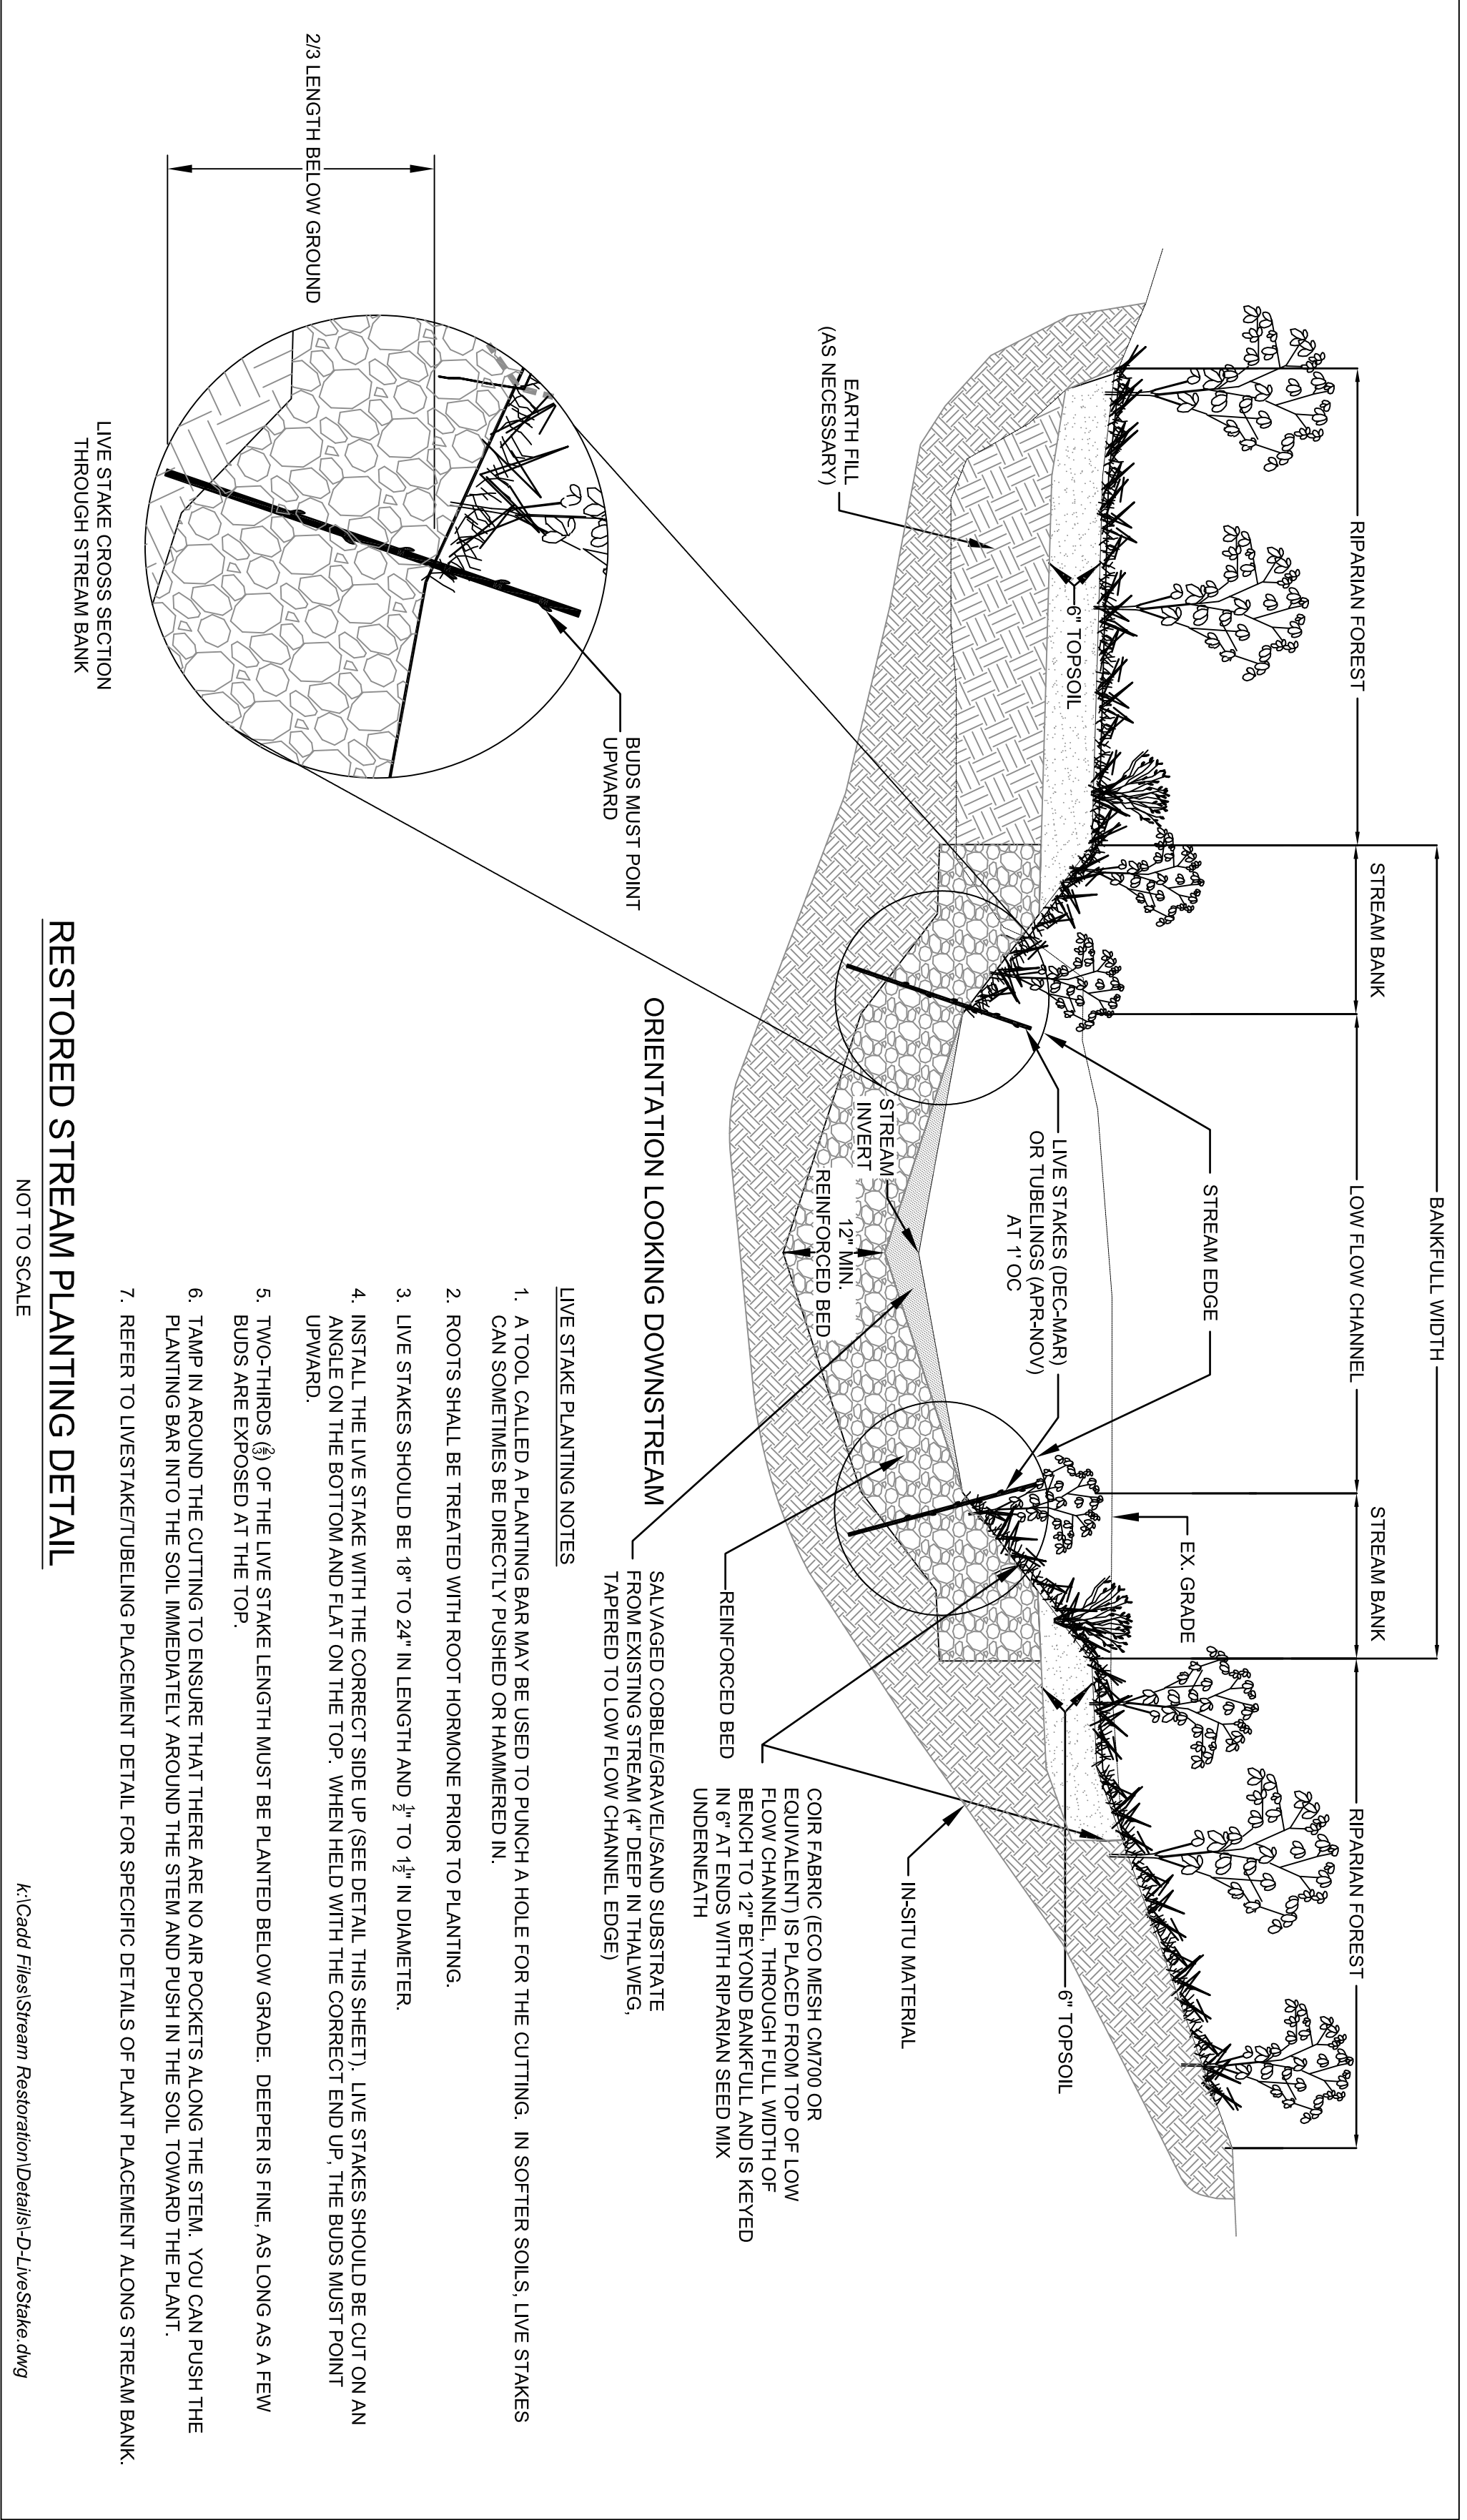 BANKFULL WIDTH
RIPARIAN FOREST
STREAM BANK
LOW FLOW CHANNEL
STREAM BANK
RIPARIAN FOREST
STREAM EDGE
EX. GRADE
6" TOPSOIL
6" TOPSOIL
LIVE STAKES (DEC-MAR)
OR TUBELINGS (APR-NOV)
AT 1' OC
EARTH FILL
(AS NECESSARY)
STREAM
INVERT
12" MIN.
REINFORCED BED
IN-SITU MATERIAL
COIR FABRIC (ECO MESH CM700 OR
EQUIVALENT) IS PLACED FROM TOP OF LOW
FLOW CHANNEL, THROUGH FULL WIDTH OF
BENCH TO 12" BEYOND BANKFULL AND IS KEYED
IN 6" AT ENDS WITH RIPARIAN SEED MIX
UNDERNEATH
REINFORCED BED
SALVAGED COBBLE/GRAVEL/SAND SUBSTRATE
FROM EXISTING STREAM (4" DEEP IN THALWEG,
TAPERED TO LOW FLOW CHANNEL EDGE)
ORIENTATION LOOKING DOWNSTREAM
BUDS MUST POINT
UPWARD
2/3 LENGTH BELOW GROUND
LIVE STAKE CROSS SECTION
THROUGH STREAM BANK
LIVE STAKE PLANTING NOTES
1. A TOOL CALLED A PLANTING BAR MAY BE USED TO PUNCH A HOLE FOR THE CUTTING. IN SOFTER SOILS, LIVE STAKES
CAN SOMETIMES BE DIRECTLY PUSHED OR HAMMERED IN.
2. ROOTS SHALL BE TREATED WITH ROOT HORMONE PRIOR TO PLANTING.
3. LIVE STAKES SHOULD BE 18" TO 24" IN LENGTH AND ½" TO 1½" IN DIAMETER.
4. INSTALL THE LIVE STAKE WITH THE CORRECT SIDE UP (SEE DETAIL THIS SHEET). LIVE STAKES SHOULD BE CUT ON AN
ANGLE ON THE BOTTOM AND FLAT ON THE TOP. WHEN HELD WITH THE CORRECT END UP, THE BUDS MUST POINT
UPWARD.
5. TWO-THIRDS (⅔) OF THE LIVE STAKE LENGTH MUST BE PLANTED BELOW GRADE. DEEPER IS FINE, AS LONG AS A FEW
BUDS ARE EXPOSED AT THE TOP.
6. TAMP IN AROUND THE CUTTING TO ENSURE THAT THERE ARE NO AIR POCKETS ALONG THE STEM. YOU CAN PUSH THE
PLANTING BAR INTO THE SOIL IMMEDIATELY AROUND THE STEM AND PUSH IN THE SOIL TOWARD THE PLANT.
7. REFER TO LIVESTAKE/TUBELING PLACEMENT DETAIL FOR SPECIFIC DETAILS OF PLANT PLACEMENT ALONG STREAM BANK.
RESTORED STREAM PLANTING DETAIL
NOT TO SCALE
k:\Cadd Files\Stream Restoration\Details\-D-LiveStake.dwg